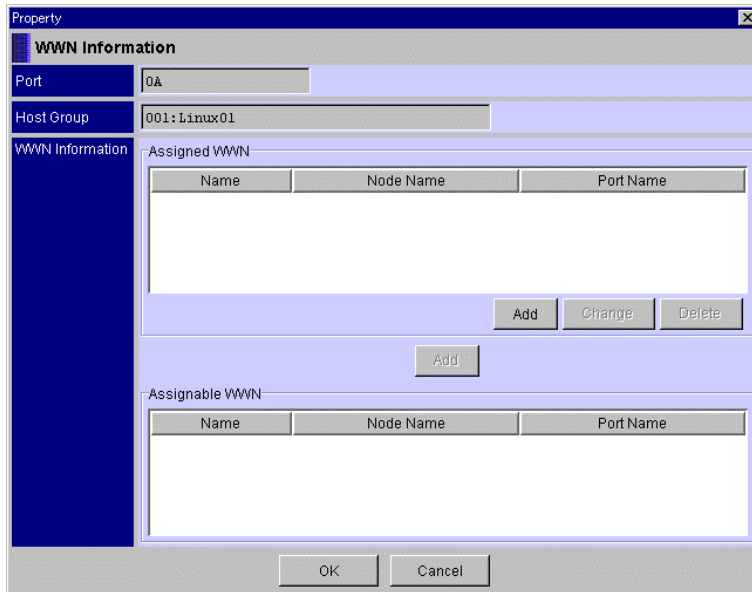 Property
WWN Information
Port 0A
Host Group 001:Linux01
WWN Information Assigned WWN
Name Node Name Port Name
Add Change Delete
Add
Assignable WWN
Name Node Name Port Name
OK Cancel